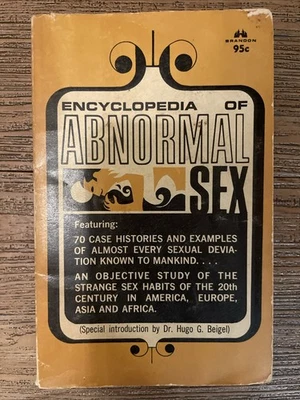 BRANDON
95c
ENCYCLOPEDIA OF
ABNORMAL
SEX
Featuring:
70 CASE HISTORIES AND EXAMPLES
OF ALMOST EVERY SEXUAL DEVIA-
TION KNOWN TO MANKIND. . . .
AN OBJECTIVE STUDY OF THE
STRANGE SEX HABITS OF THE 20th
CENTURY IN AMERICA, EUROPE,
ASIA AND AFRICA.
(Special introduction by Dr. Hugo G. Beigel)